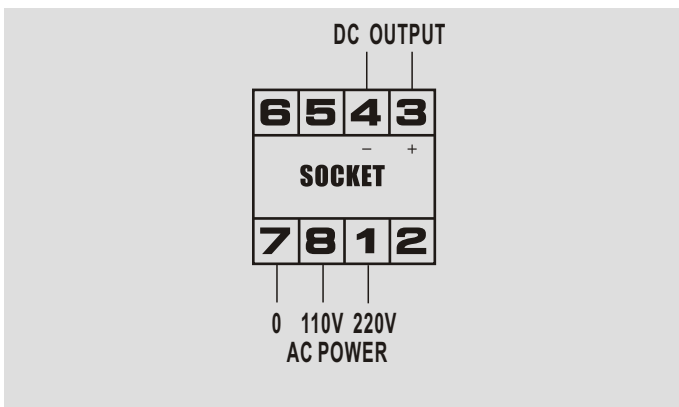 DC OUTPUT
6 5 4 3
− +
SOCKET
7 8 1 2
0 110V 220V
AC POWER